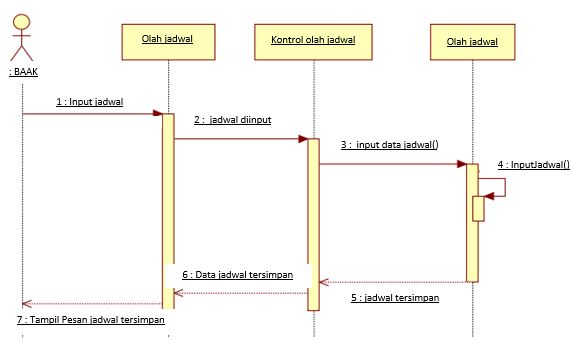 Olah jadwal
Kontrol olah jadwal
Olah jadwal
: BAAK
1 : Input jadwal
2 : jadwal diinput
3 : input data jadwal()
4 : InputJadwal()
6 : Data jadwal tersimpan
5 : jadwal tersimpan
7 : Tampil Pesan jadwal tersimpan